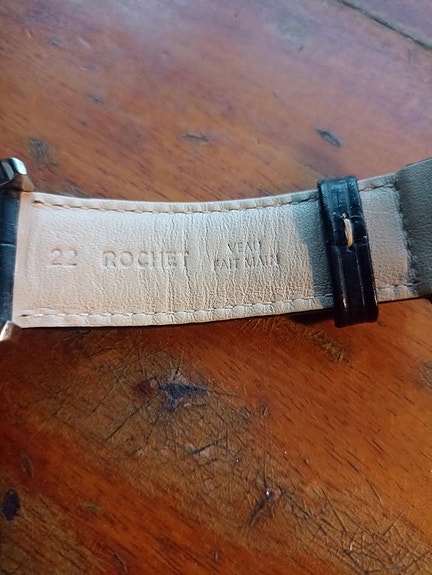 22 ROCHET
VEAU
FAIT MAIN